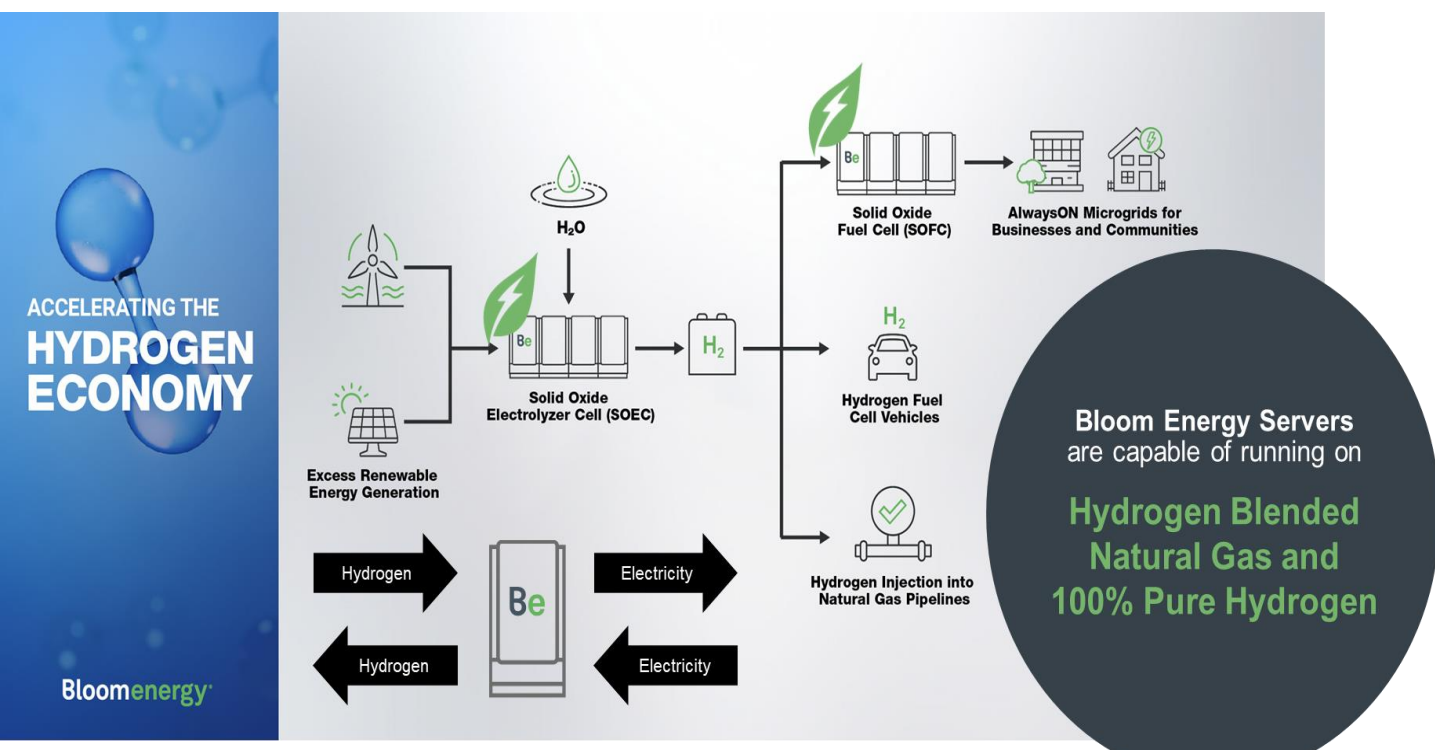 ACCELERATING THE
HYDROGEN
ECONOMY
Bloomenergy
H₂O
Be
Solid Oxide
Electrolyzer Cell (SOEC)
Excess Renewable
Energy Generation
H₂
Be
Solid Oxide
Fuel Cell (SOFC)
AlwaysON Microgrids for
Businesses and Communities
H₂
Hydrogen Fuel
Cell Vehicles
Hydrogen Injection into
Natural Gas Pipelines
Hydrogen
Be
Electricity
Hydrogen
Electricity
Bloom Energy Servers
are capable of running on
Hydrogen Blended
Natural Gas and
100% Pure Hydrogen